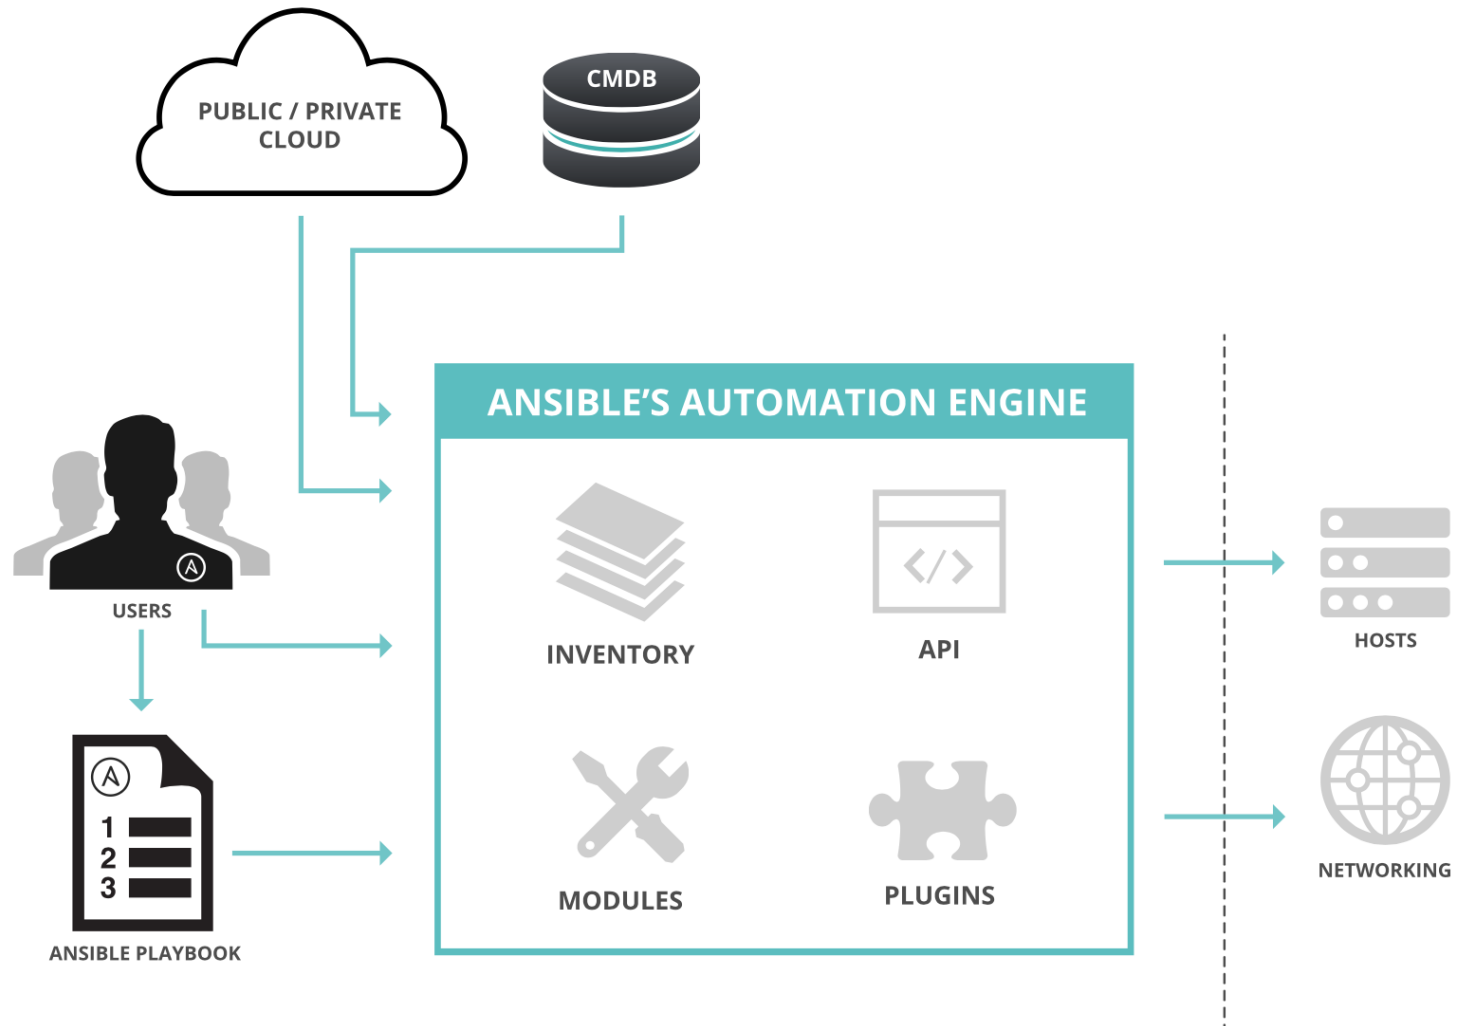 PUBLIC / PRIVATE
CLOUD
CMDB
ANSIBLE’S AUTOMATION ENGINE
USERS
INVENTORY
API
HOSTS
1
2
3
MODULES
PLUGINS
NETWORKING
ANSIBLE PLAYBOOK